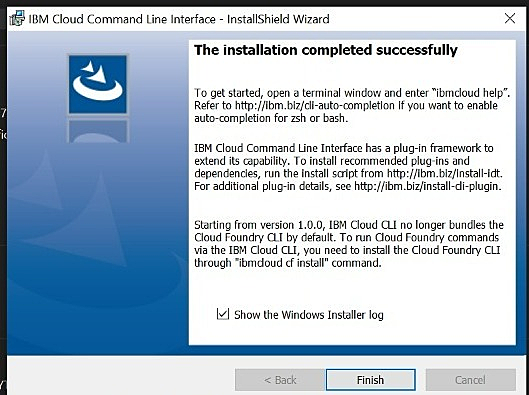 IBM Cloud Command Line Interface - InstallShield Wizard
The installation completed successfully
To get started, open a terminal window and enter "ibmcloud help".
Refer to http://ibm.biz/cli-auto-completion if you want to enable
auto-completion for zsh or bash.
IBM Cloud Command Line Interface has a plug-in framework to
extend its capability. To install recommended plug-ins and
dependencies, run the install script from http://ibm.biz/install-idt.
For additional plug-in details, see http://ibm.biz/install-cli-plugin.
Starting from version 1.0.0, IBM Cloud CLI no longer bundles the
Cloud Foundry CLI by default. To run Cloud Foundry commands
via the IBM Cloud CLI, you need to install the Cloud Foundry CLI
through "ibmcloud cf install" command.
Show the Windows Installer log
< Back
Finish
Cancel